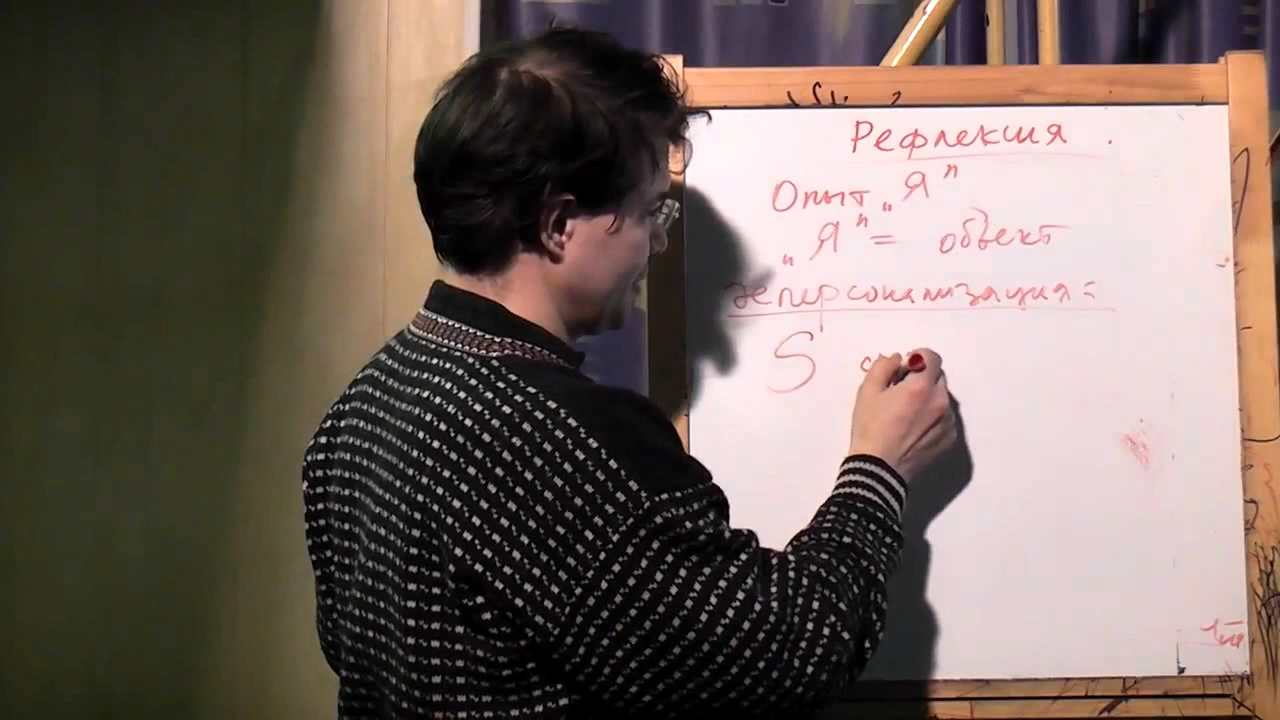 Рефлексия.
Опыт „Я"
„Я" = объект
деперсонализация =
S